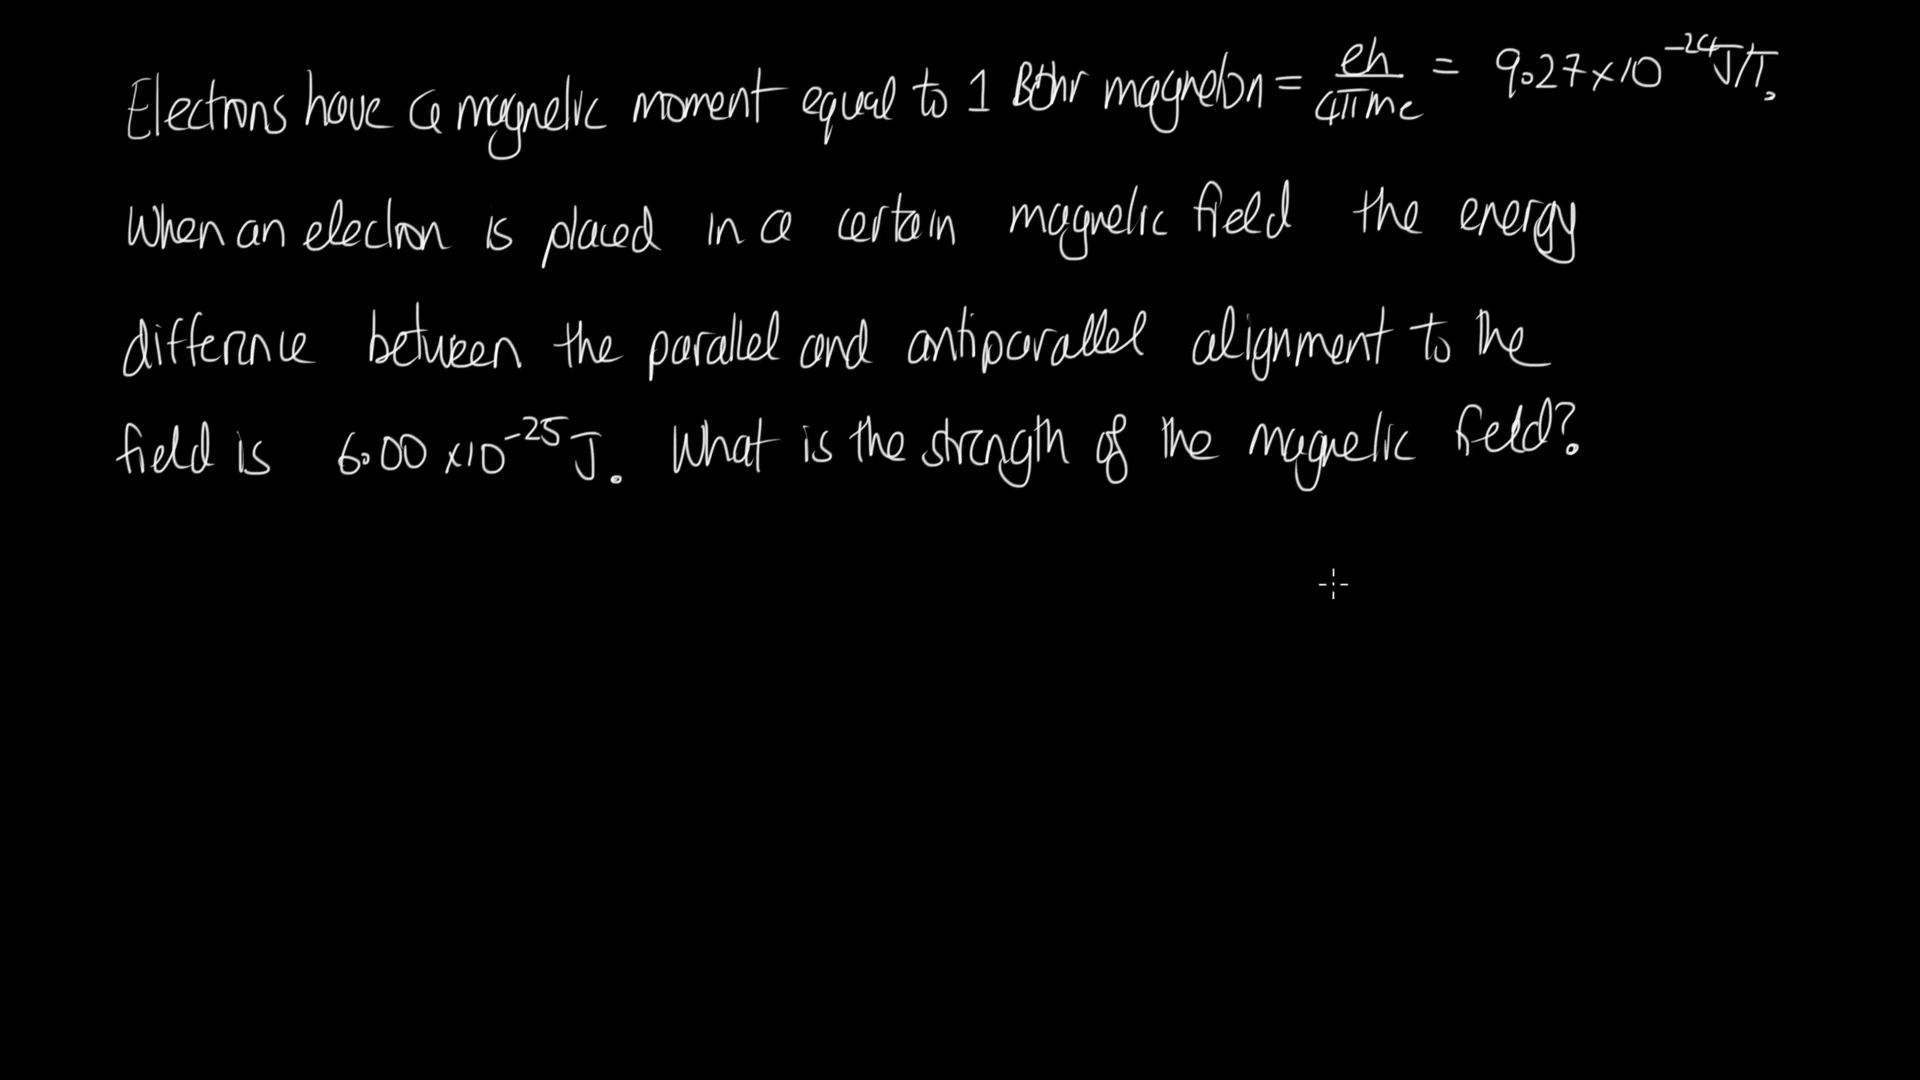 Electrons have a magnetic moment equal to 1 Bohr magneton = eh/4πme = 9.27×10^-24 J/T.
When an electron is placed in a certain magnetic field the energy
difference between the parallel and antiparallel alignment to the
field is 6.00×10^-25 J. What is the strength of the magnetic field?